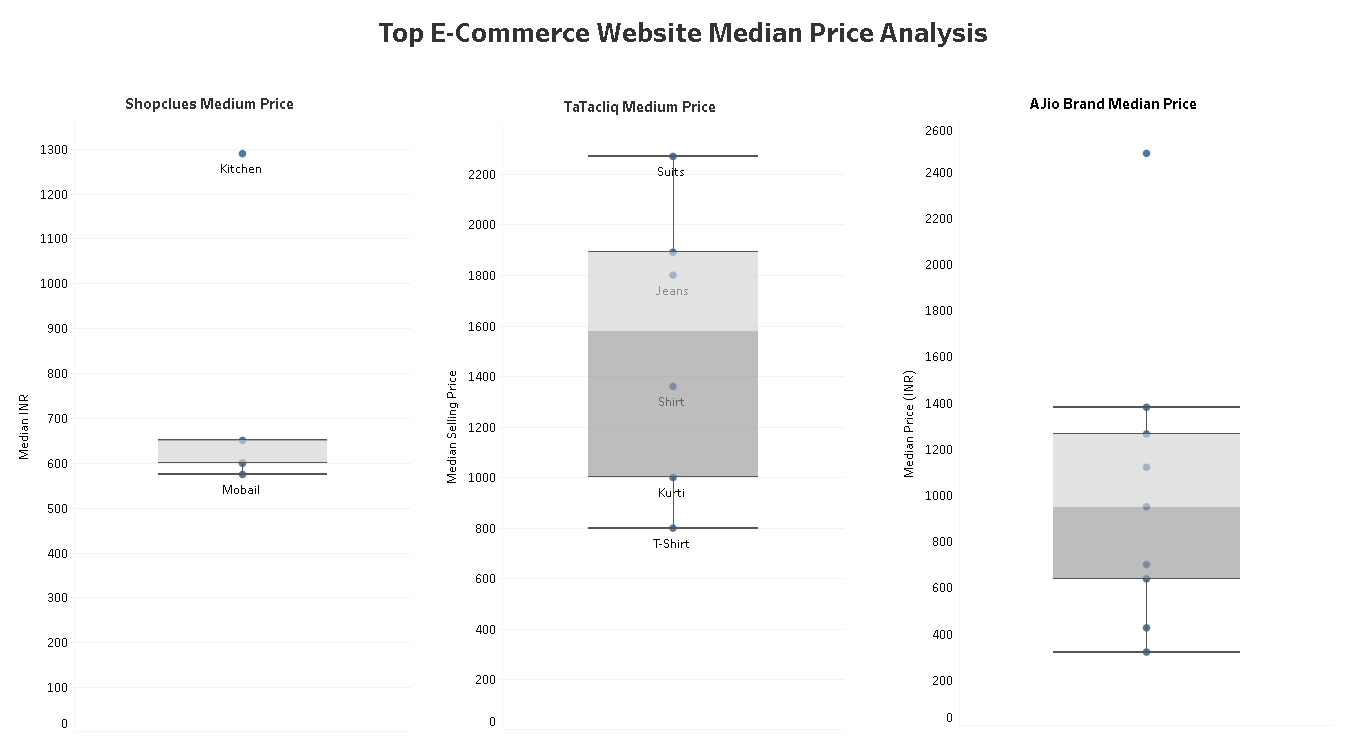 Top E-Commerce Website Median Price Analysis
Shopclues Medium Price
Median INR
1300
1200
1100
1000
900
800
700
600
500
400
300
200
100
0
Kitchen
Mobail
TaTacliq Medium Price
Median Selling Price
2200
2000
1800
1600
1400
1200
1000
800
600
400
200
0
Suits
Jeans
Shirt
Kurti
T-Shirt
AJio Brand Median Price
Median Price (INR)
2600
2400
2200
2000
1800
1600
1400
1200
1000
800
600
400
200
0